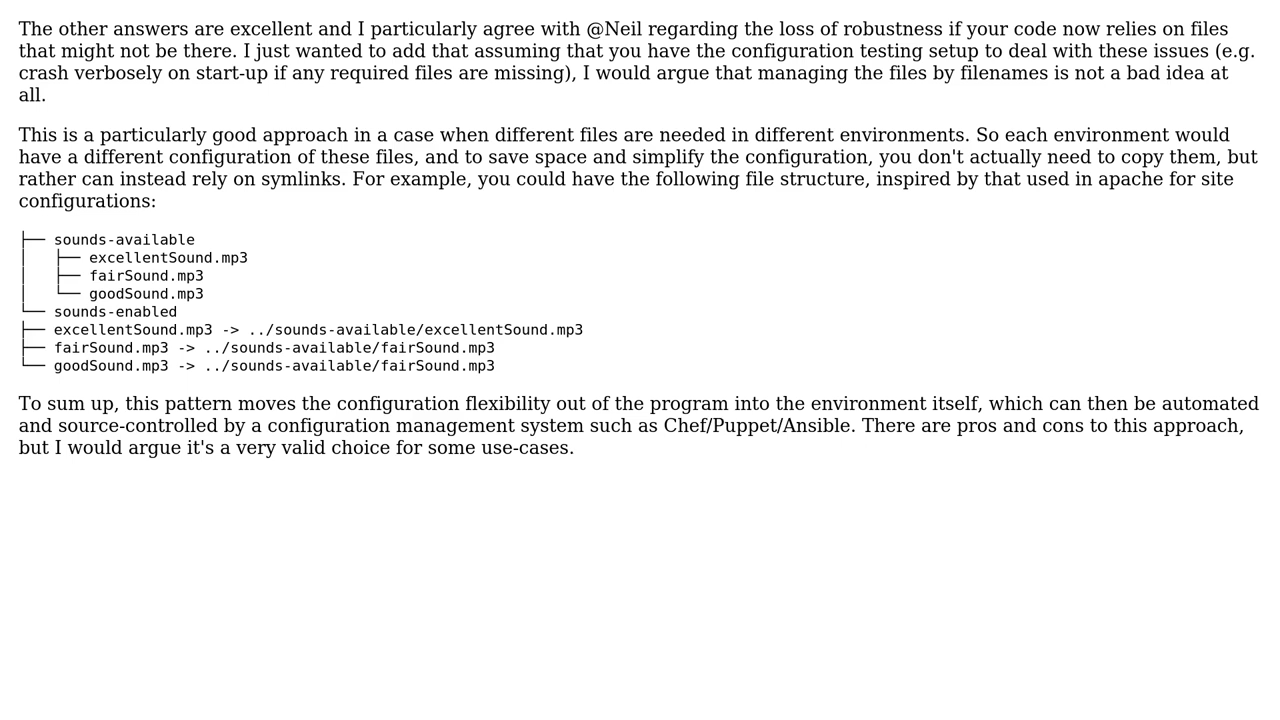 The other answers are excellent and I particularly agree with @Neil regarding the loss of robustness if your code now relies on files
that might not be there. I just wanted to add that assuming that you have the configuration testing setup to deal with these issues (e.g.
crash verbosely on start-up if any required files are missing), I would argue that managing the files by filenames is not a bad idea at
all.
This is a particularly good approach in a case when different files are needed in different environments. So each environment would
have a different configuration of these files, and to save space and simplify the configuration, you don't actually need to copy them, but
rather can instead rely on symlinks. For example, you could have the following file structure, inspired by that used in apache for site
configurations:
├── sounds-available
│   ├── excellentSound.mp3
│   ├── fairSound.mp3
│   └── goodSound.mp3
└── sounds-enabled
├── excellentSound.mp3 -> ../sounds-available/excellentSound.mp3
├── fairSound.mp3 -> ../sounds-available/fairSound.mp3
└── goodSound.mp3 -> ../sounds-available/fairSound.mp3
To sum up, this pattern moves the configuration flexibility out of the program into the environment itself, which can then be automated
and source-controlled by a configuration management system such as Chef/Puppet/Ansible. There are pros and cons to this approach,
but I would argue it's a very valid choice for some use-cases.